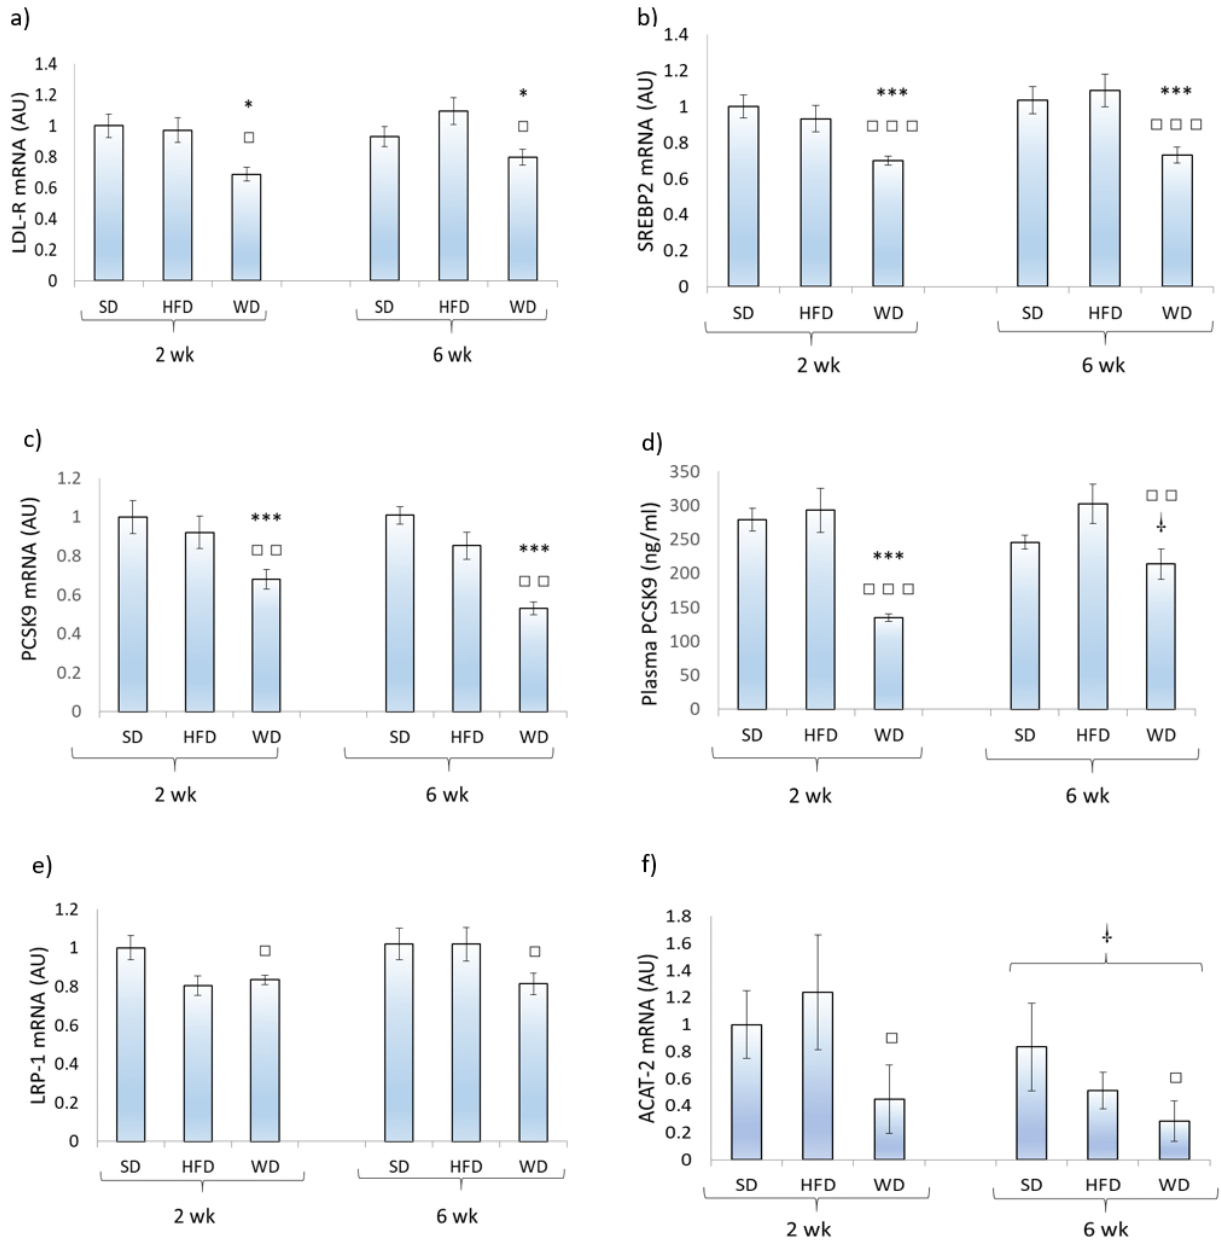 a)
LDL-R mRNA (AU)
1.4
1.2
1
0.8
0.6
0.4
0.2
0
*
□
*
□
SD HFD WD SD HFD WD
2 wk 6 wk
b)
SREBP2 mRNA (AU)
1.4
1.2
1
0.8
0.6
0.4
0.2
0
***
□ □ □
***
□ □ □
SD HFD WD SD HFD WD
2 wk 6 wk
c)
PCSK9 mRNA (AU)
1.2
1
0.8
0.6
0.4
0.2
0
***
□ □
***
□ □
SD HFD WD SD HFD WD
2 wk 6 wk
d)
Plasma PCSK9 (ng/ml)
350
300
250
200
150
100
50
0
***
□ □ □
□ □
‡
SD HFD WD SD HFD WD
2 wk 6 wk
e)
LRP-1 mRNA (AU)
1.2
1
0.8
0.6
0.4
0.2
0
□
□
SD HFD WD SD HFD WD
2 wk 6 wk
f)
ACAT-2 mRNA (AU)
1.8
1.6
1.4
1.2
1
0.8
0.6
0.4
0.2
0
□
‡
□
SD HFD WD SD HFD WD
2 wk 6 wk